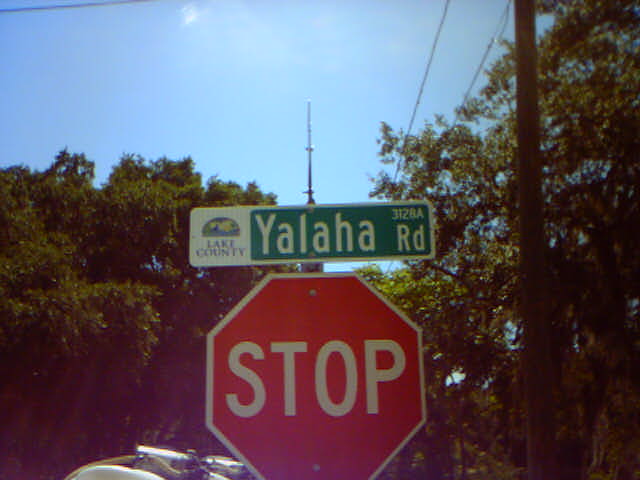 LAKE
COUNTY
Yalaha Rd
3128A
STOP